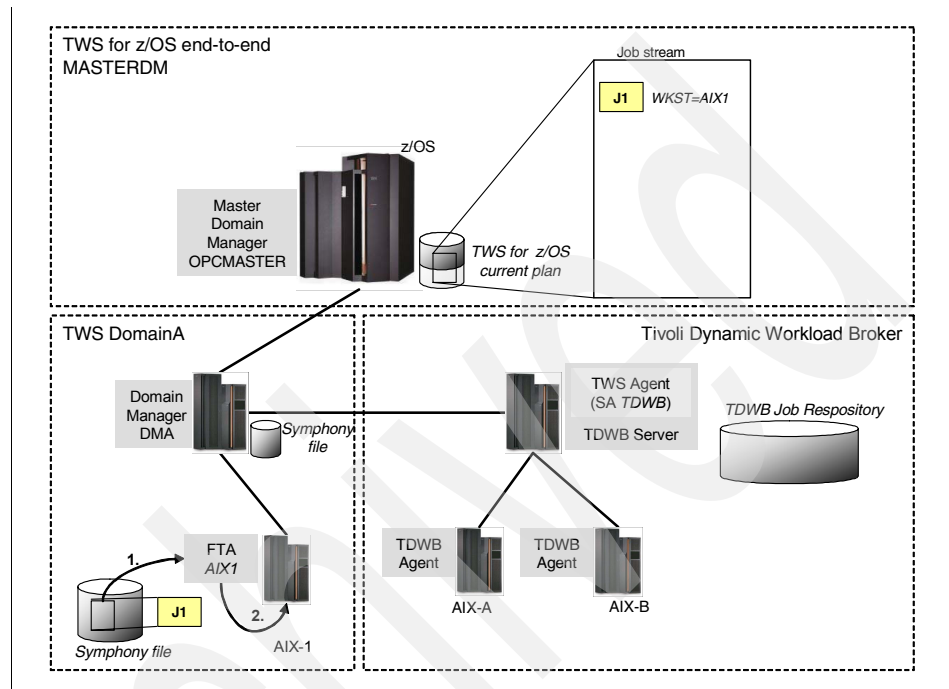 TWS for z/OS end-to-end
MASTERDM
Job stream
J1 WKST=AIX1
z/OS
Master
Domain
Manager
OPCMASTER
TWS for z/OS
current plan
TWS DomainA
Tivoli Dynamic Workload Broker
Domain
Manager
DMA
Symphony
file
TWS Agent
(SA TDWB)
TDWB Server
TDWB Job Respository
1.
FTA
AIX1
J1
2.
Symphony file
AIX-1
TDWB
Agent
AIX-A
TDWB
Agent
AIX-B
archived